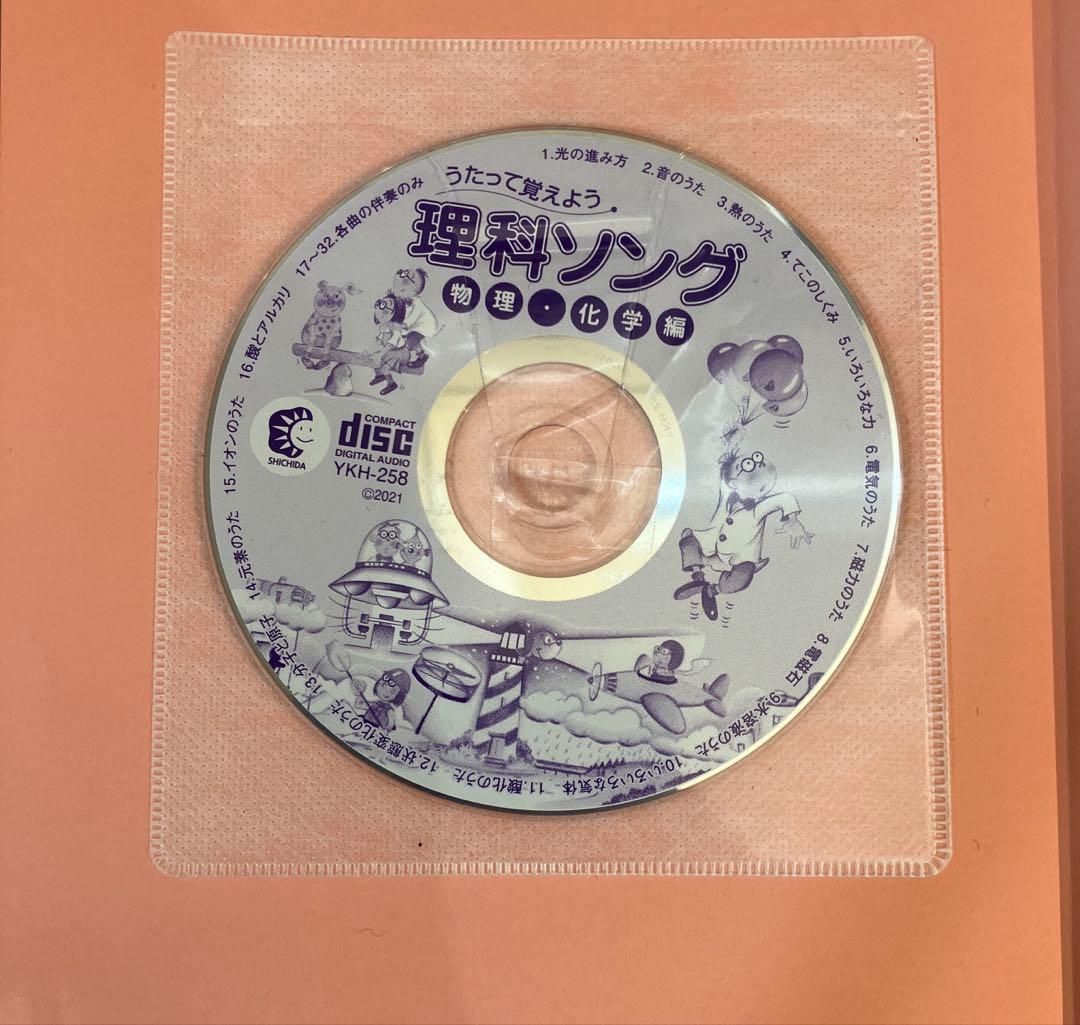 うたって覚えよう
理科ソング
物理・化学編
1.光の進み方
2.音のうた
3.熱のうた
4.てこのしくみ
5.いろいろな力
6.電気のうた
7.磁力のうた
8.電磁石
9.水溶液のうた
10.いろいろな気体
11.酸化のうた
12.状態変化のうた
13.分子と原子
14.元素のうた
15.イオンのうた
16.酸とアルカリ
17～32.各曲の伴奏のみ
SHICHIDA
COMPACT
disc
DIGITAL AUDIO
YKH-258
©2021